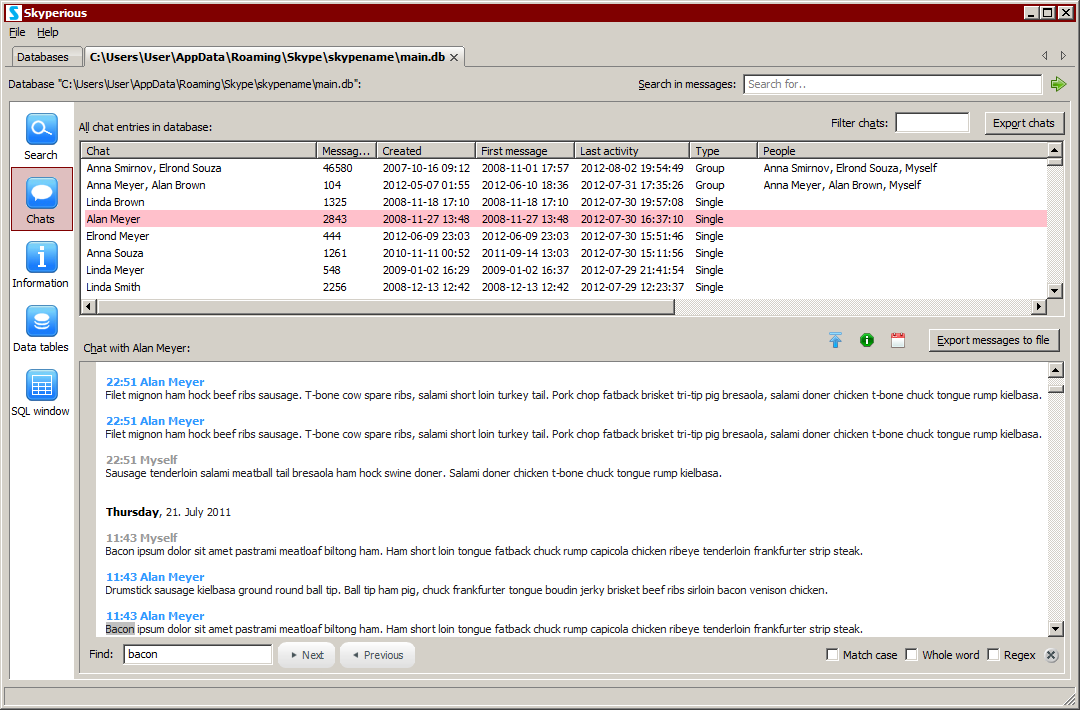 Skyperious
File Help
Databases C:\Users\User\AppData\Roaming\Skype\skypename\main.db
Database "C:\Users\User\AppData\Roaming\Skype\skypename\main.db": Search in messages: Search for..
Search
Chats
Information
Data tables
SQL window
All chat entries in database: Filter chats: Export chats
Chat Messag... Created First message Last activity Type People
Anna Smirnov, Elrond Souza 46580 2007-10-16 09:12 2008-11-01 17:57 2012-08-02 19:54:49 Group Anna Smirnov, Elrond Souza, Myself
Anna Meyer, Alan Brown 104 2012-05-07 01:55 2012-06-10 18:36 2012-07-31 17:35:26 Group Anna Meyer, Alan Brown, Myself
Linda Brown 1325 2008-11-18 17:10 2008-11-18 17:10 2012-07-30 19:57:08 Single
Alan Meyer 2843 2008-11-27 13:48 2008-11-27 13:48 2012-07-30 16:37:10 Single
Elrond Meyer 444 2012-06-09 23:03 2012-06-09 23:03 2012-07-30 15:51:46 Single
Anna Souza 1261 2010-11-11 00:52 2011-09-14 13:03 2012-07-30 15:11:56 Single
Linda Meyer 548 2009-01-02 16:29 2009-01-02 16:37 2012-07-29 21:41:54 Single
Linda Smith 2256 2008-12-13 12:42 2008-12-13 12:42 2012-07-29 12:23:37 Single
Chat with Alan Meyer: Export messages to file
22:51 Alan Meyer
Filet mignon ham hock beef ribs sausage. T-bone cow spare ribs, salami short loin turkey tail. Pork chop fatback brisket tri-tip pig bresaola, salami doner chicken t-bone chuck tongue rump kielbasa.
22:51 Alan Meyer
Filet mignon ham hock beef ribs sausage. T-bone cow spare ribs, salami short loin turkey tail. Pork chop fatback brisket tri-tip pig bresaola, salami doner chicken t-bone chuck tongue rump kielbasa.
22:51 Myself
Sausage tenderloin salami meatball tail bresaola ham hock swine doner. Salami doner chicken t-bone chuck tongue rump kielbasa.
Thursday, 21. July 2011
11:43 Myself
Bacon ipsum dolor sit amet pastrami meatloaf biltong ham. Ham short loin tongue fatback chuck rump capicola chicken ribeye tenderloin frankfurter strip steak.
11:43 Alan Meyer
Drumstick sausage kielbasa ground round ball tip. Ball tip ham pig, chuck frankfurter tongue boudin jerky brisket beef ribs sirloin bacon venison chicken.
11:43 Alan Meyer
Bacon ipsum dolor sit amet pastrami meatloaf biltong ham. Ham short loin tongue fatback chuck rump capicola chicken ribeye tenderloin frankfurter strip steak.
Find: bacon Next Previous Match case Whole word Regex